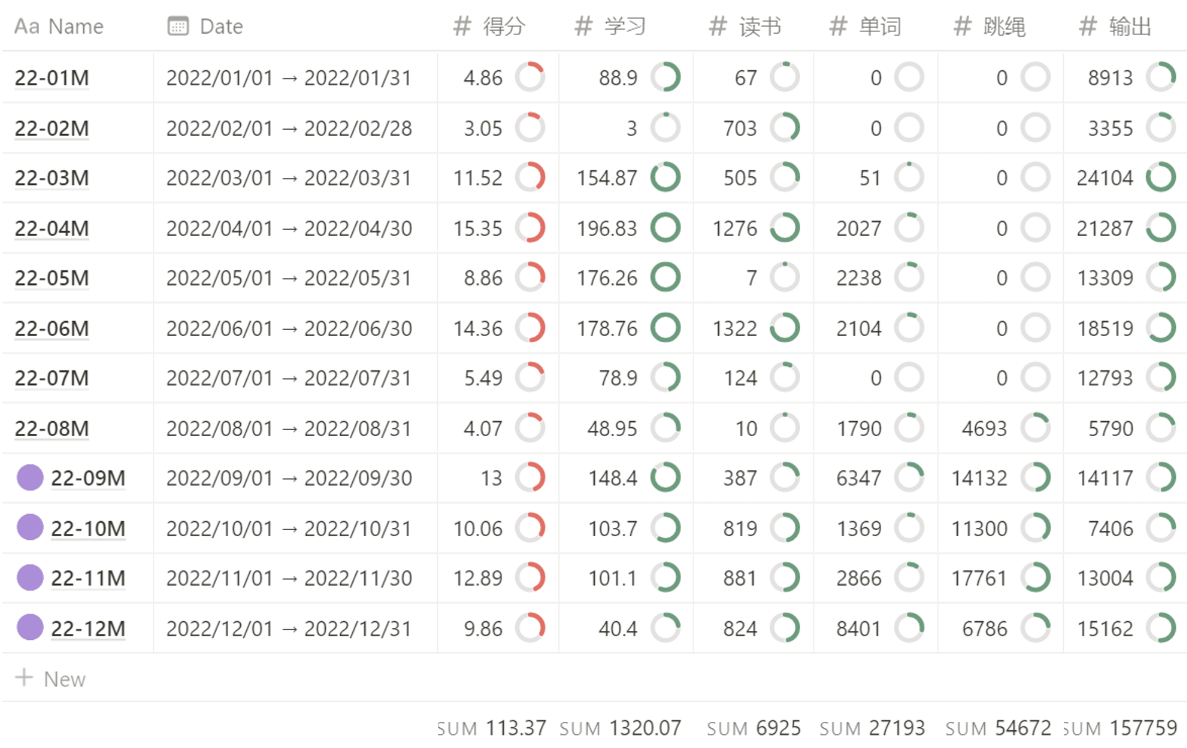 Aa Name Date # 得分 # 学习 # 读书 # 单词 # 跳绳 # 输出
22-01M 2022/01/01 → 2022/01/31 4.86 88.9 67 0 0 8913
22-02M 2022/02/01 → 2022/02/28 3.05 3 703 0 0 3355
22-03M 2022/03/01 → 2022/03/31 11.52 154.87 505 51 0 24104
22-04M 2022/04/01 → 2022/04/30 15.35 196.83 1276 2027 0 21287
22-05M 2022/05/01 → 2022/05/31 8.86 176.26 7 2238 0 13309
22-06M 2022/06/01 → 2022/06/30 14.36 178.76 1322 2104 0 18519
22-07M 2022/07/01 → 2022/07/31 5.49 78.9 124 0 0 12793
22-08M 2022/08/01 → 2022/08/31 4.07 48.95 10 1790 4693 5790
22-09M 2022/09/01 → 2022/09/30 13 148.4 387 6347 14132 14117
22-10M 2022/10/01 → 2022/10/31 10.06 103.7 819 1369 11300 7406
22-11M 2022/11/01 → 2022/11/30 12.89 101.1 881 2866 17761 13004
22-12M 2022/12/01 → 2022/12/31 9.86 40.4 824 8401 6786 15162
+ New
SUM 113.37 SUM 1320.07 SUM 6925 SUM 27193 SUM 54672 SUM 157759